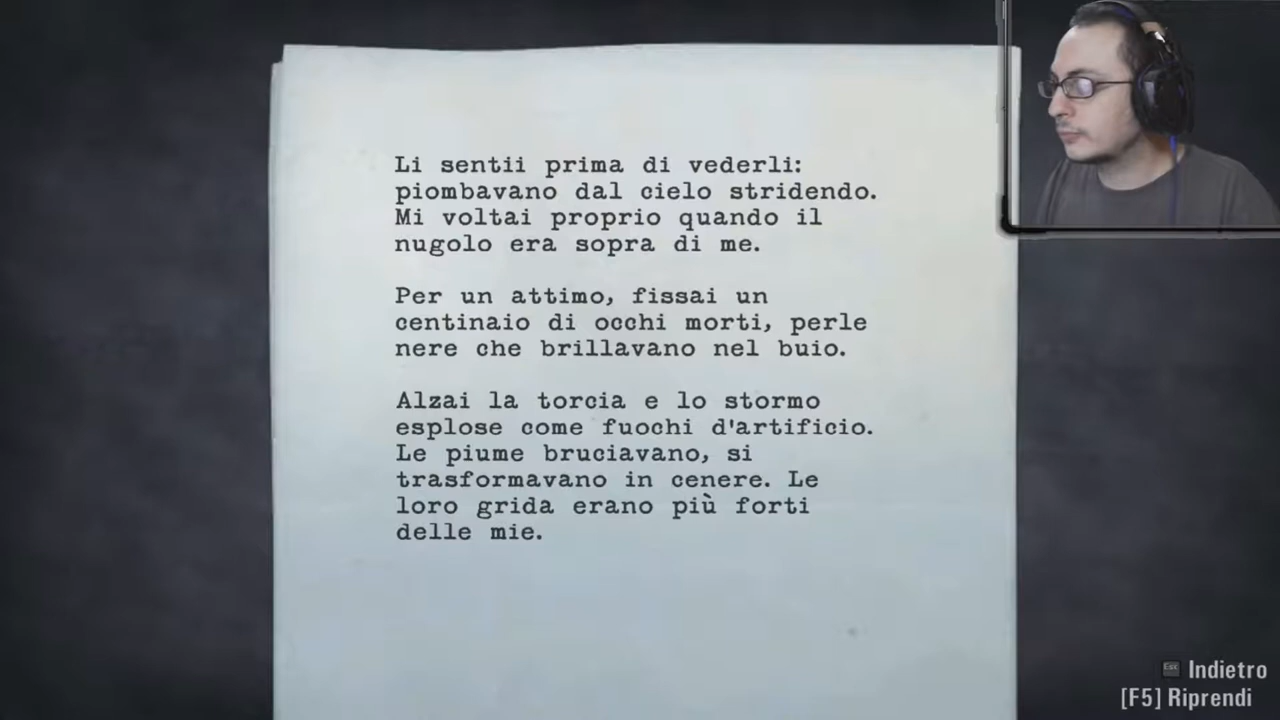 Li sentii prima di vederli:
piombavano dal cielo stridendo.
Mi voltai proprio quando il
nugolo era sopra di me.
Per un attimo, fissai un
centinaio di occhi morti, perle
nere che brillavano nel buio.
Alzai la torcia e lo stormo
esplose come fuochi d'artificio.
Le piume bruciavano, si
trasformavano in cenere. Le
loro grida erano più forti
delle mie.
Esc Indietro
[F5] Riprendi